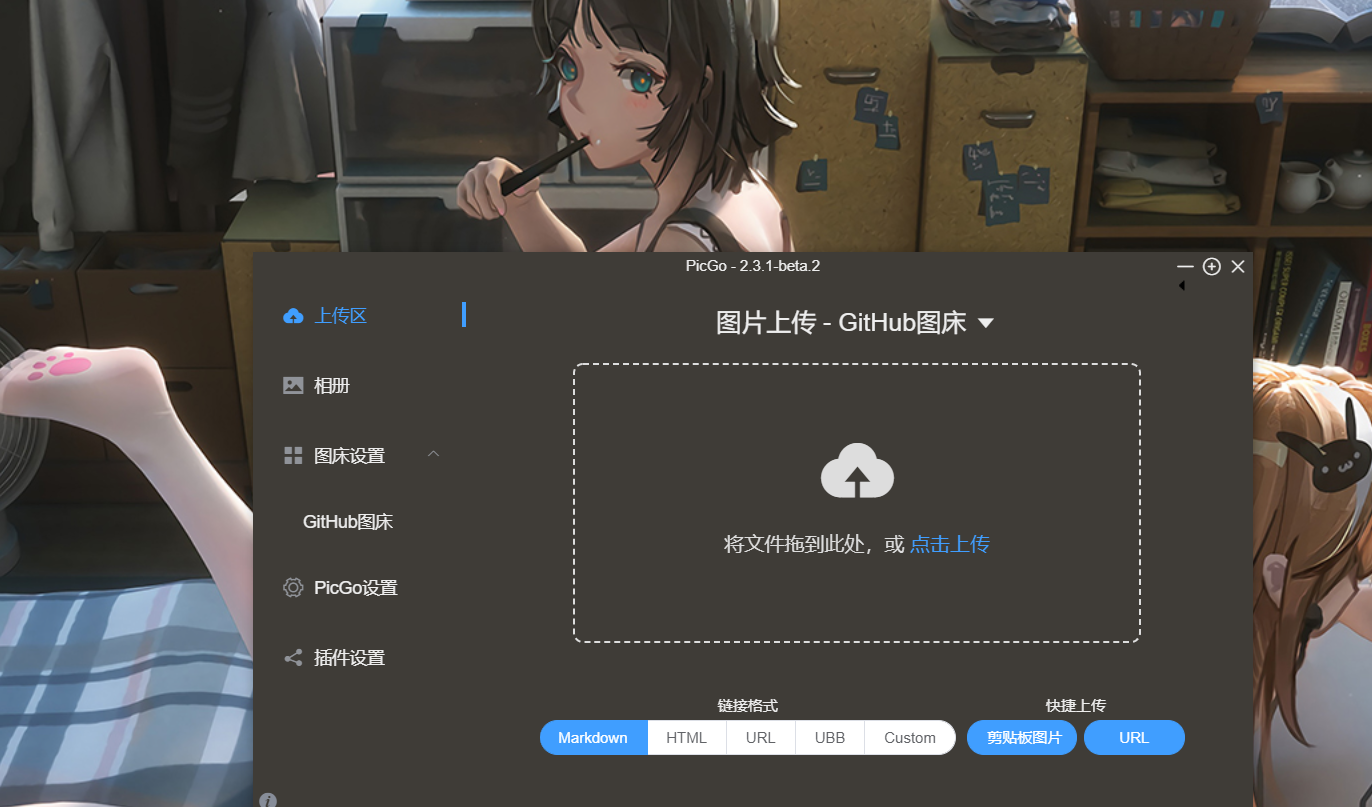 PicGo - 2.3.1-beta.2
上传区
图片上传 - GitHub图床
相册
图床设置
GitHub图床
将文件拖到此处，或 点击上传
PicGo设置
插件设置
链接格式
快捷上传
Markdown
HTML
URL
UBB
Custom
剪贴板图片
URL